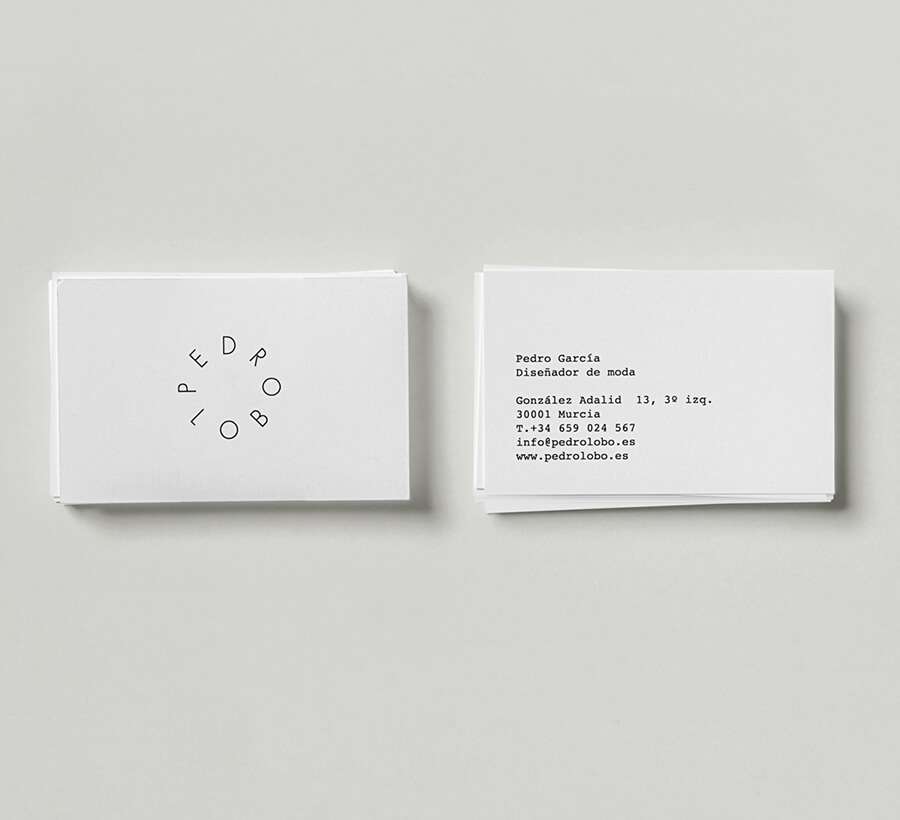 PEDRO
LOBO
Pedro García
Diseñador de moda
González Adalid  13, 3º izq.
30001 Murcia
T.+34 659 024 567
info@pedrolobo.es
www.pedrolobo.es